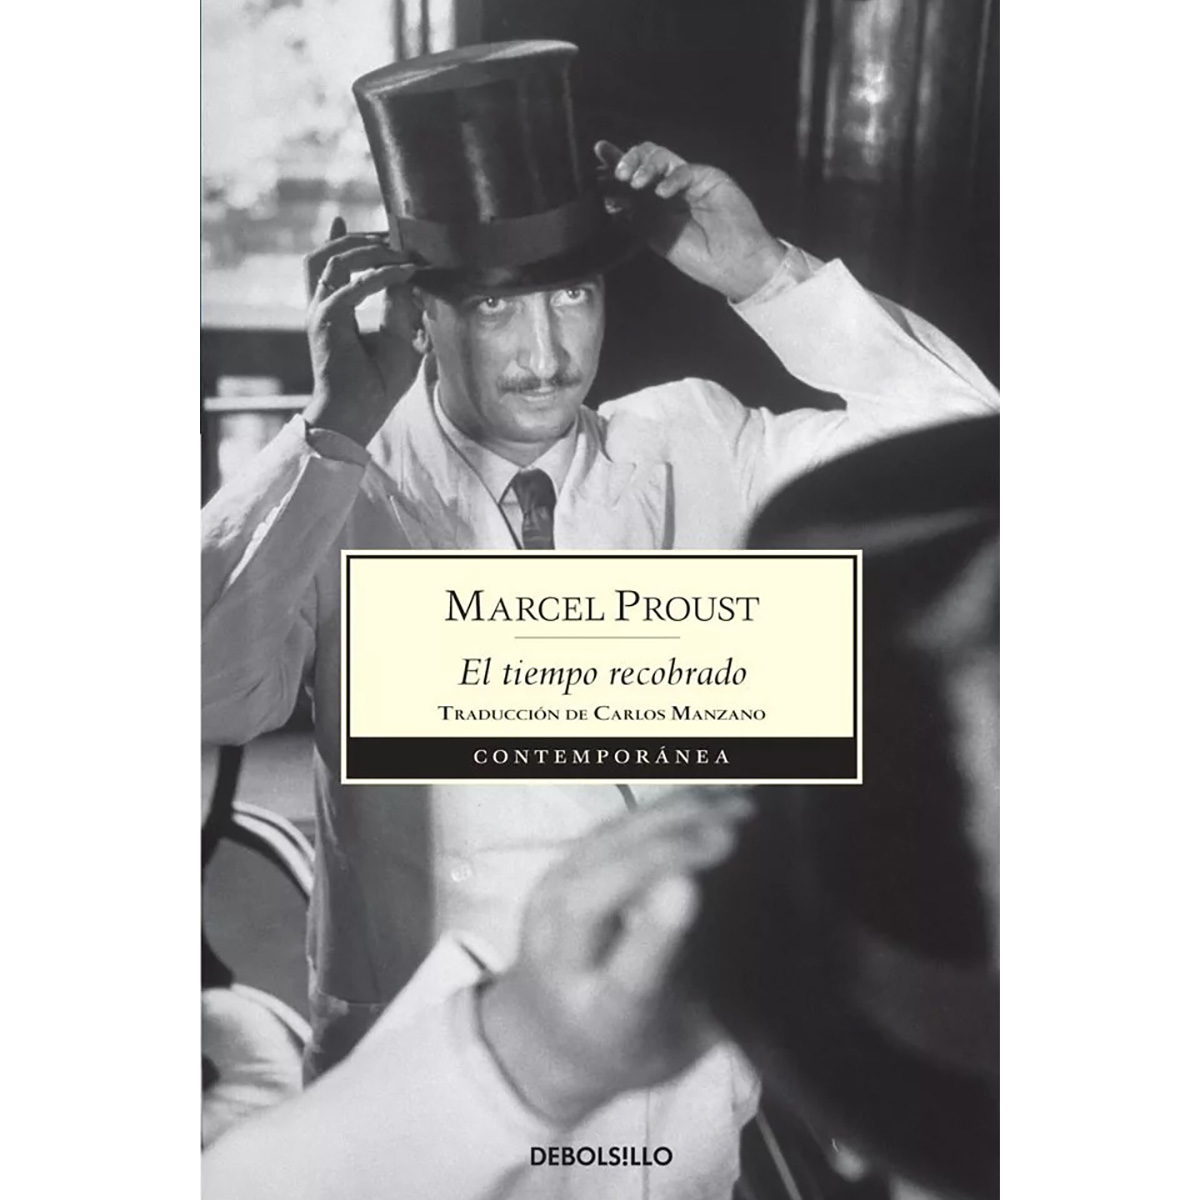 MARCEL PROUST
El tiempo recobrado
TRADUCCIÓN DE CARLOS MANZANO
CONTEMPORÁNEA
DEBOLS!LLO